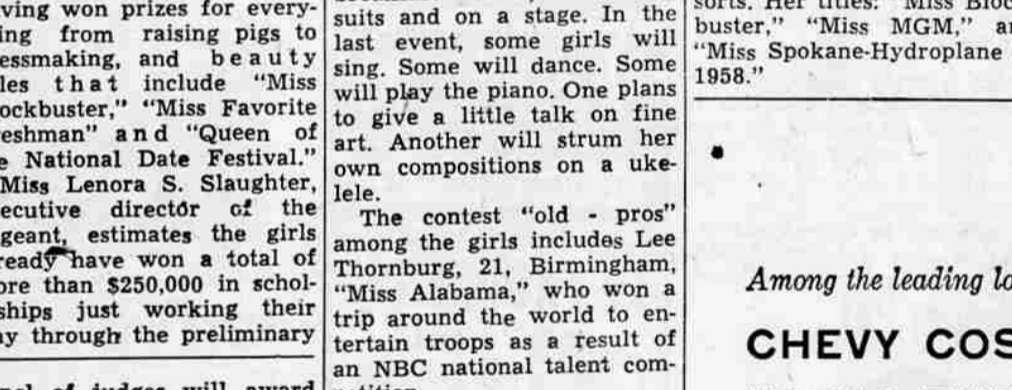 ving won prizes for every-
ing from raising pigs to
essmaking, and beauty
les that include "Miss
ockbuster," "Miss Favorite
reshman" and "Queen of
e National Date Festival."
Miss Lenora S. Slaughter,
ecutive director of the
geant, estimates the girls
ready have won a total of
ore than $250,000 in schol-
ships just working their
ay through the preliminary
suits and on a stage. In the
last event, some girls will
sing. Some will dance. Some
will play the piano. One plans
to give a little talk on fine
art. Another will strum her
own compositions on a uke-
lele.
The contest "old - pros"
among the girls includes Lee
Thornburg, 21, Birmingham,
"Miss Alabama," who won a
trip around the world to en-
tertain troops as a result of
an NBC national talent com-
sorts. Her titles: "Miss Bloc
buster," "Miss MGM," an
"Miss Spokane-Hydroplane
1958."
Among the leading lo
CHEVY COS